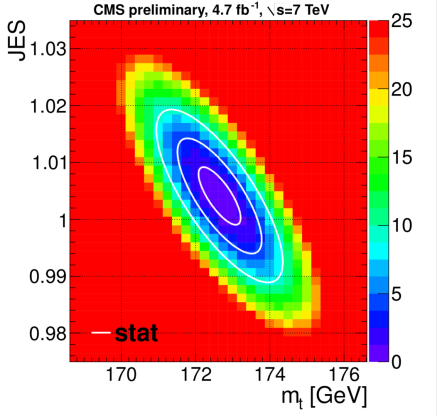 CMS preliminary, 4.7 fb⁻¹, √s=7 TeV
JES
1.03
1.02
1.01
1
0.99
0.98
25
20
15
10
5
0
stat
170 172 174 176
mₜ [GeV]